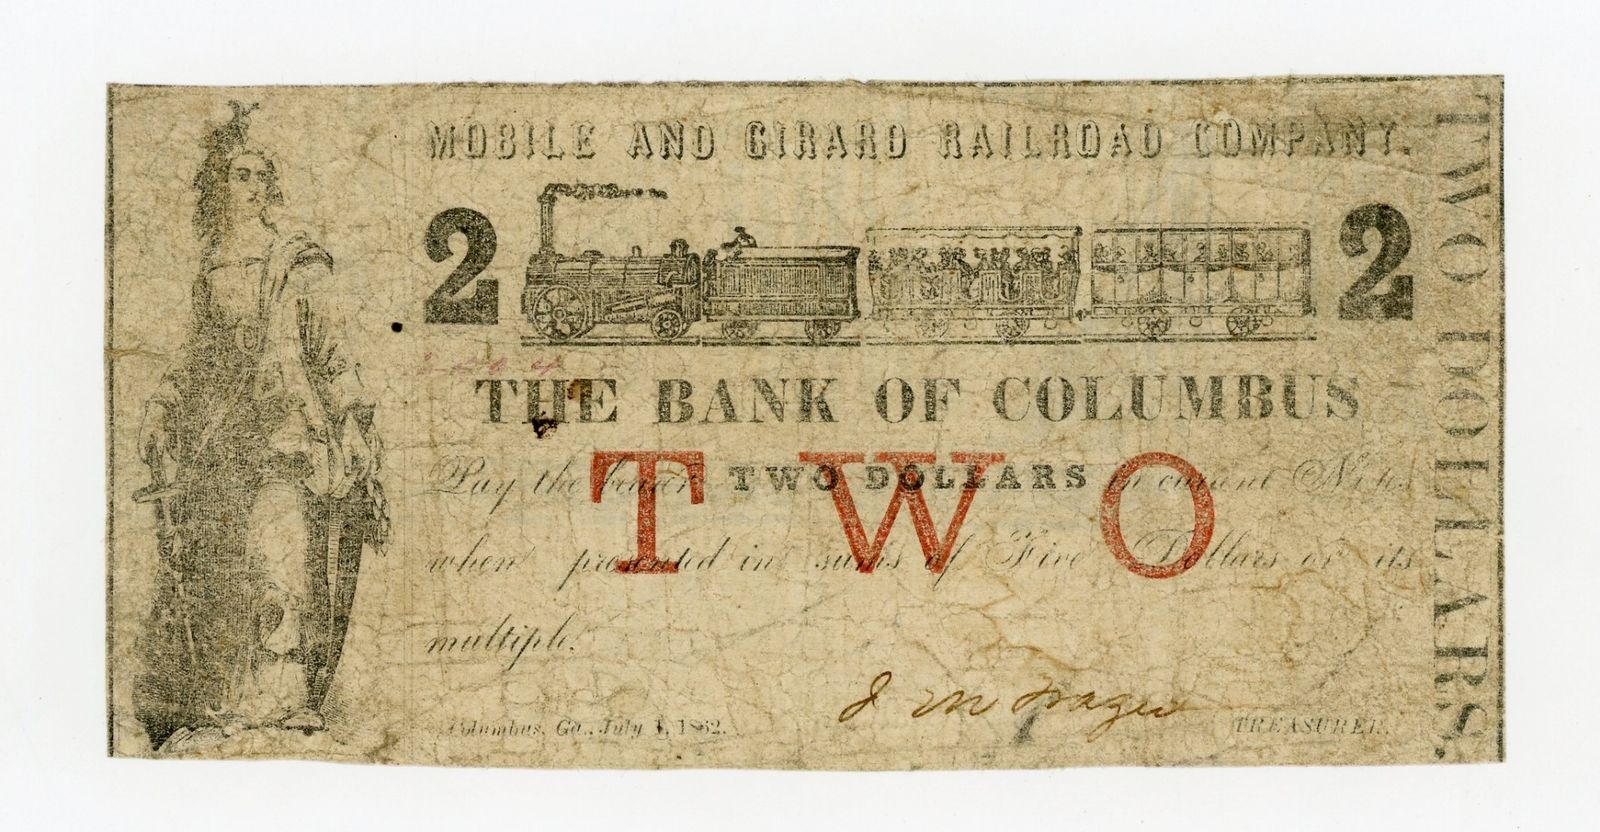 MOBILE AND GIRARD RAILROAD COMPANY.
2 2
THE BANK OF COLUMBUS
Pay the bearer TWO DOLLARS in current Notes
TWO
when presented in sums of Five Dollars or its
multiple.
J M Frazer
Columbus, Ga., July 1, 1862. TREASURER.
TWO DOLLARS.